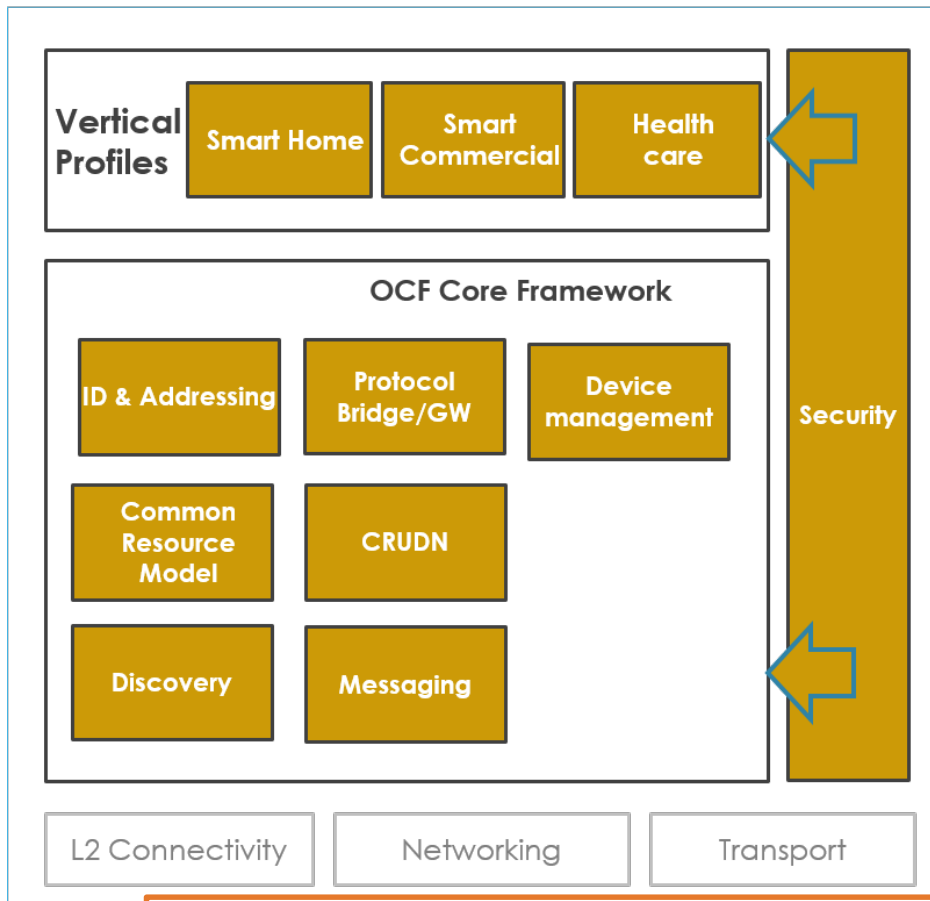 Vertical
Profiles
Smart Home
Smart
Commercial
Health
care
OCF Core Framework
ID & Addressing
Protocol
Bridge/GW
Device
management
Security
Common
Resource
Model
CRUDN
Discovery
Messaging
L2 Connectivity
Networking
Transport